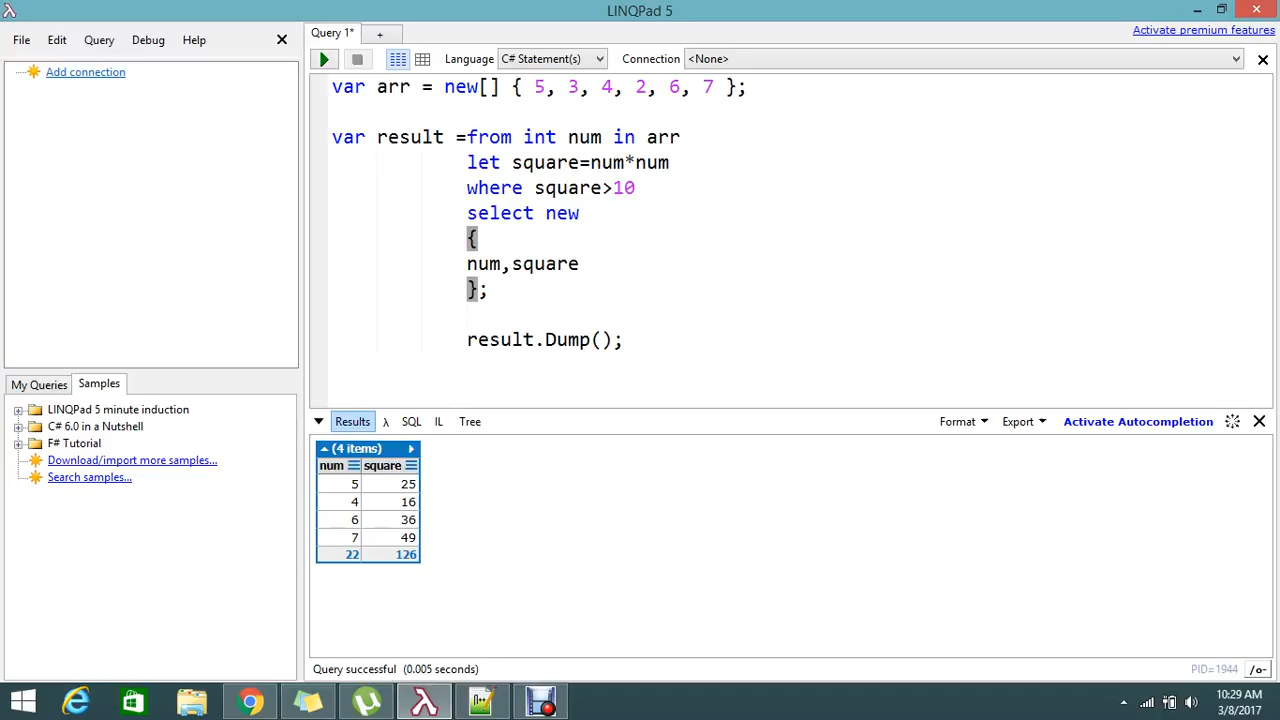 LINQPad 5
File Edit Query Debug Help
Add connection
My Queries Samples
LINQPad 5 minute induction
C# 6.0 in a Nutshell
F# Tutorial
Download/import more samples...
Search samples...
Query 1* +
Activate premium features
Language C# Statement(s) Connection <None>
var arr = new[] { 5, 3, 4, 2, 6, 7 };
var result =from int num in arr
let square=num*num
where square>10
select new
{
num,square
};
result.Dump();
Results λ SQL IL Tree Format Export Activate Autocompletion
(4 items)
num square
5 25
4 16
6 36
7 49
22 126
Query successful (0.005 seconds)
PID=1944 /o-
10:29 AM
3/8/2017